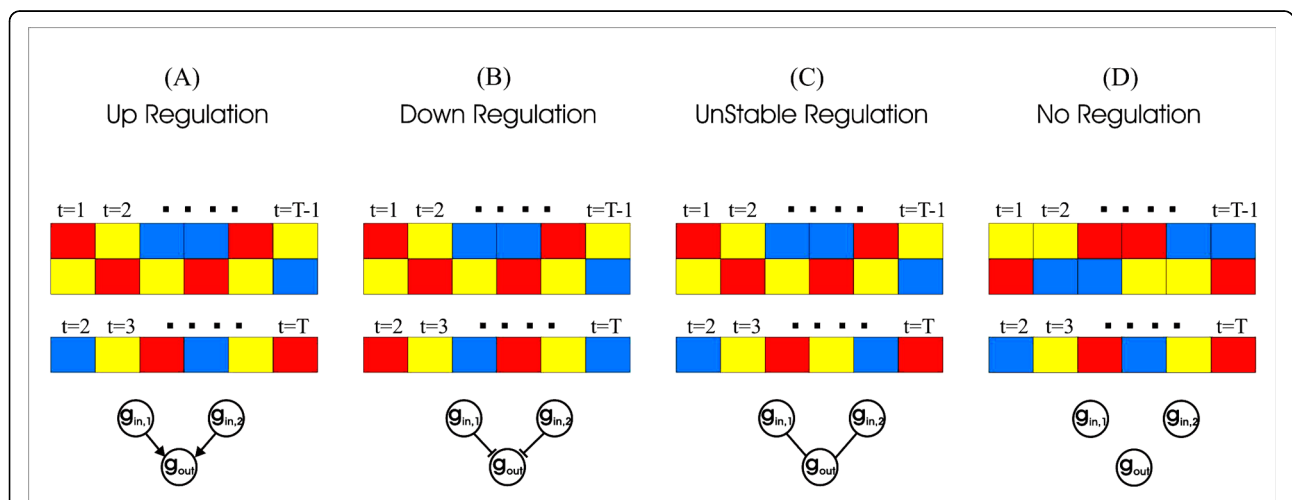 (A) (B) (C) (D)
Up Regulation Down Regulation UnStable Regulation No Regulation
t=1 t=2 . . . . t=T-1 t=1 t=2 . . . . t=T-1 t=1 t=2 . . . . t=T-1 t=1 t=2 . . . . t=T-1
t=2 t=3 . . . . t=T t=2 t=3 . . . . t=T t=2 t=3 . . . . t=T t=2 t=3 . . . . t=T
gin,1 gin,2 gin,1 gin,2 gin,1 gin,2 gin,1 gin,2
gout gout gout gout